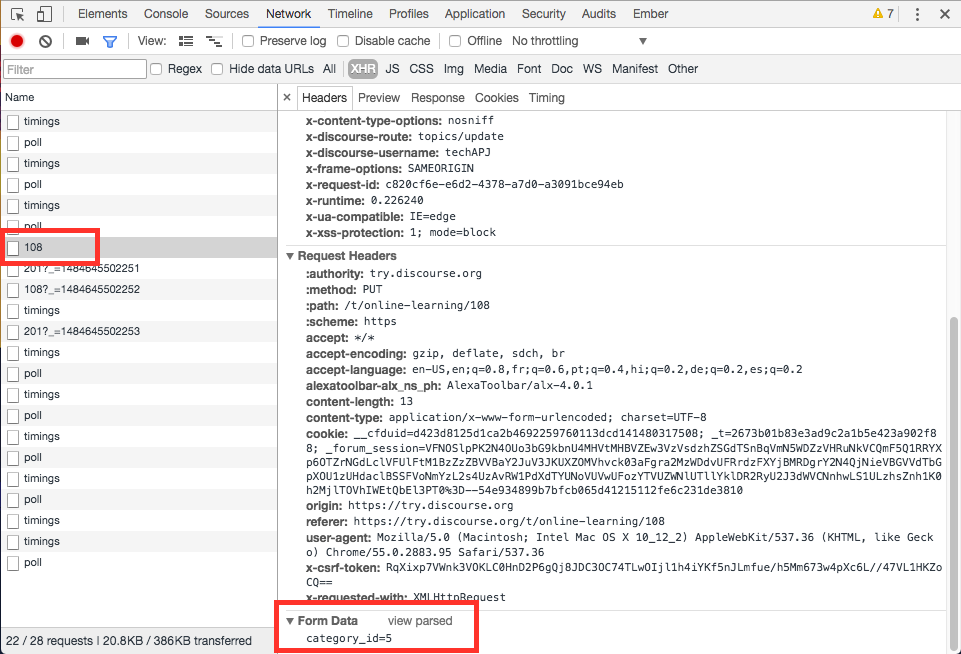 Elements Console Sources Network Timeline Profiles Application Security Audits Ember 7
View: Preserve log Disable cache Offline No throttling
Filter Regex Hide data URLs All XHR JS CSS Img Media Font Doc WS Manifest Other
Name
timings
poll
timings
poll
timings
poll
108
201?_=1484645502251
108?_=1484645502252
timings
201?_=1484645502253
timings
poll
timings
poll
timings
poll
timings
poll
timings
timings
poll
22 / 28 requests | 20.8KB / 386KB transferred
Headers Preview Response Cookies Timing
x-content-type-options: nosniff
x-discourse-route: topics/update
x-discourse-username: techAPJ
x-frame-options: SAMEORIGIN
x-request-id: c820cf6e-e6d2-4378-a7d0-a3091bce94eb
x-runtime: 0.226240
x-ua-compatible: IE=edge
x-xss-protection: 1; mode=block
Request Headers
:authority: try.discourse.org
:method: PUT
:path: /t/online-learning/108
:scheme: https
accept: */*
accept-encoding: gzip, deflate, sdch, br
accept-language: en-US,en;q=0.8,fr;q=0.6,pt;q=0.4,hi;q=0.2,de;q=0.2,es;q=0.2
alexatoolbar-alx_ns_ph: AlexaToolbar/alx-4.0.1
content-length: 13
content-type: application/x-www-form-urlencoded; charset=UTF-8
cookie: __cfduid=d423d8125d1ca2b4692259760113dcd141480317508; _t=2673b01b83e3ad9c2a1b5e423a902f8
8; _forum_session=VFNOSlpPK2N4OUo3bG9kbnU4MHVtMHBVZEw3VzVsdzhZSGdTSnBqVmN5WDZzVHRuNkVCQmF5Q1RRYX
p6OTZrNGdLclVFUlFtM1BzZzZBVVBaY2JuV3JKUXZOMVhvck03aFgra2MzWDdvUFRrdzFXYjBMRDgrY2N4QjNieVBGVVdTbG
pXOU1zUHdaclBSSFVoNmYzL2s4UzAvRW1PdXdTYUNoVUVwUFozYTVUZWNlUTllYklDR2RyU2J3dWVCNnhwLS1ULzhsZnh1K0
h2MjlTOVhIWEtQbEl3PT0%3D--54e934899b7bfcb065d41215112fe6c231de3810
origin: https://try.discourse.org
referer: https://try.discourse.org/t/online-learning/108
user-agent: Mozilla/5.0 (Macintosh; Intel Mac OS X 10_12_2) AppleWebKit/537.36 (KHTML, like Geck
o) Chrome/55.0.2883.95 Safari/537.36
x-csrf-token: RqXixp7VWnk3VOKLC0HnD2P6gQj8JDC3OC74TLwOIjl1h4iYKf5nJLmfue/h5Mm673w4pXc6L//47VL1HKZo
CQ==
x-requested-with: XMLHttpRequest
Form Data view parsed
category_id=5